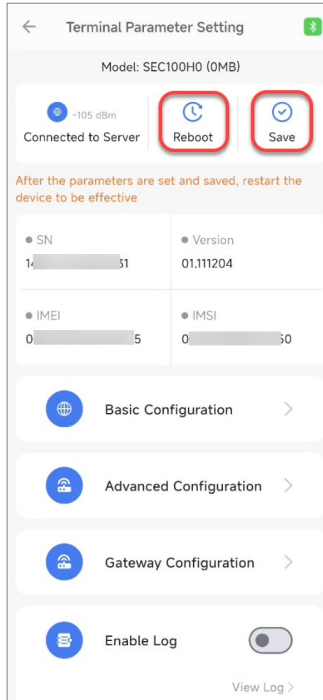 Terminal Parameter Setting
Model: SEC100H0 (0MB)
-105 dBm
Connected to Server
Reboot
Save
After the parameters are set and saved, restart the
device to be effective
SN
Version
01.111204
IMEI
IMSI
Basic Configuration
Advanced Configuration
Gateway Configuration
Enable Log
View Log